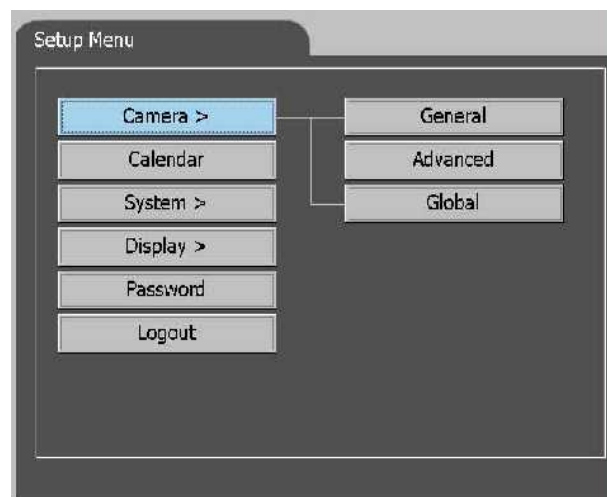 Setup Menu
Camera >
General
Calendar
Advanced
System >
Global
Display >
Password
Logout